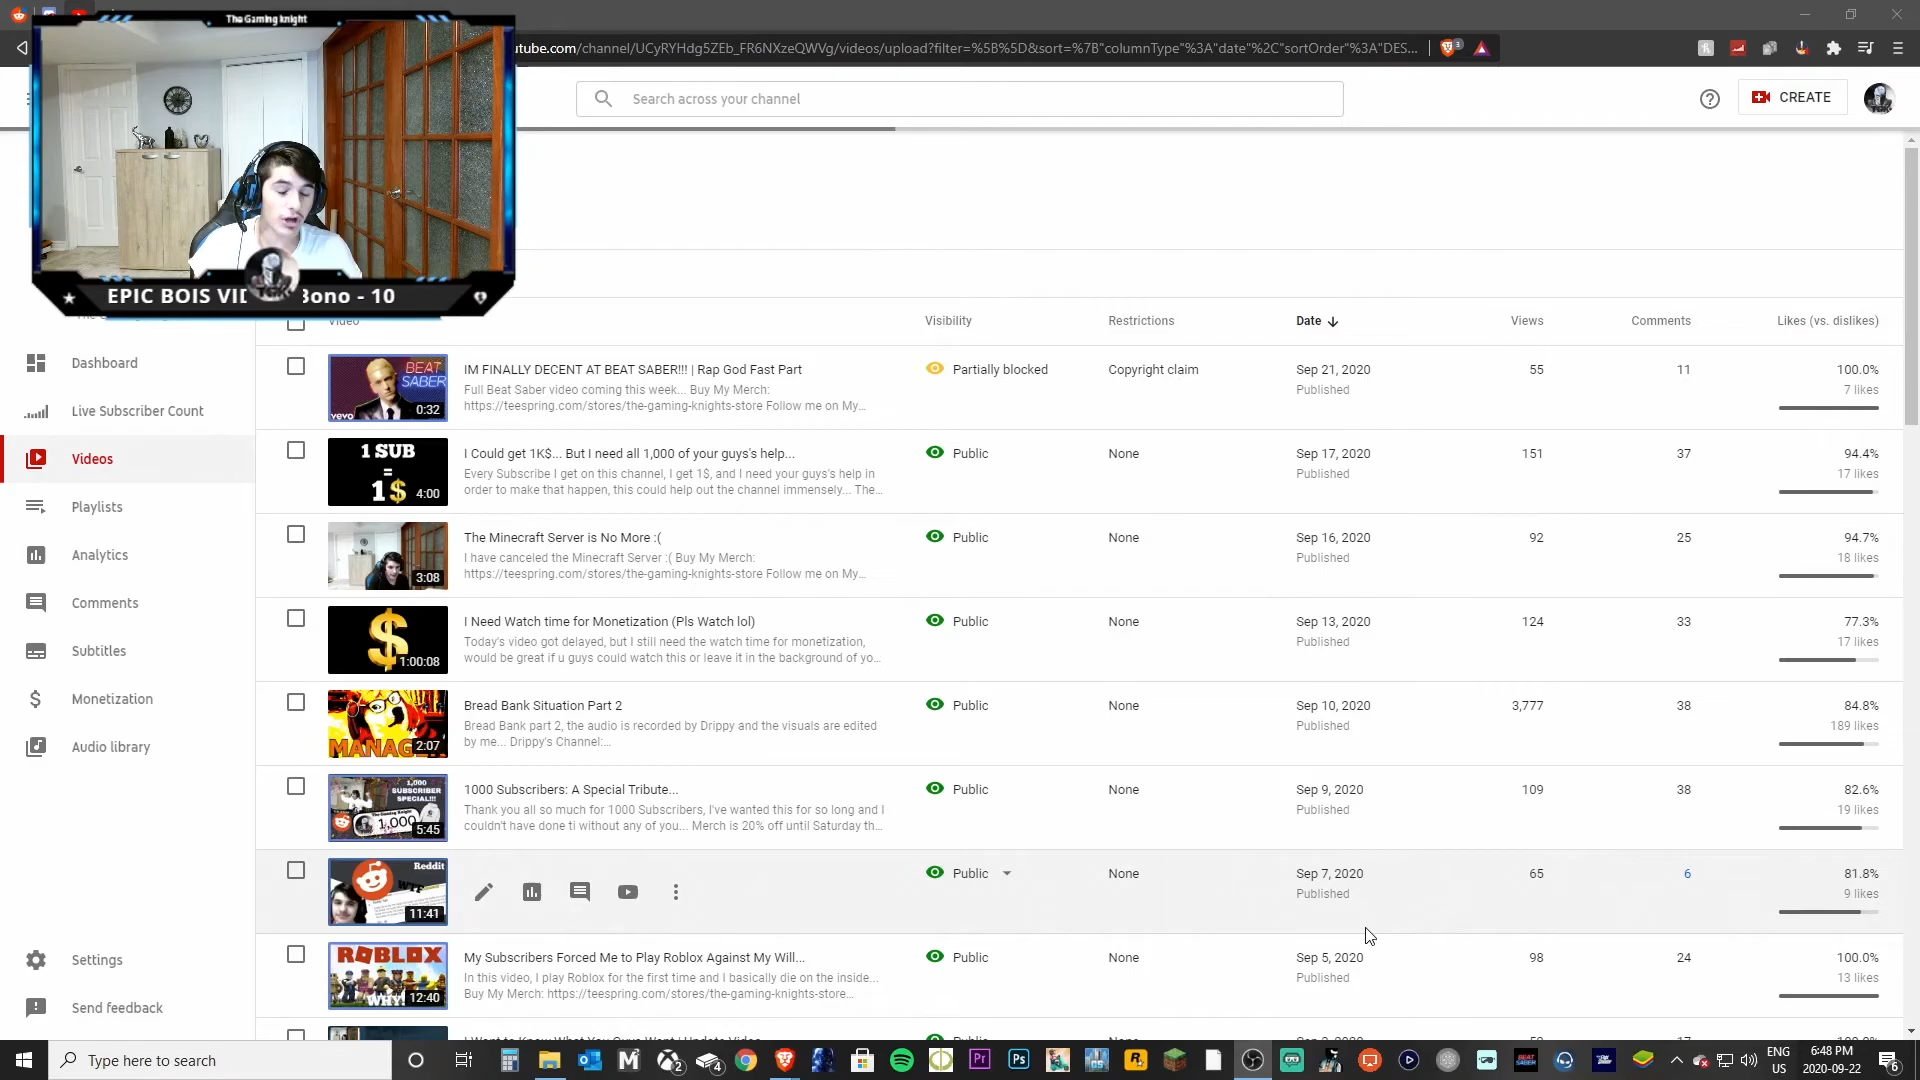 The Gaming knight
utube.com/channel/UCyRYHdg5ZEb_FR6NXzeQWVg/videos/upload?filter=%5B%5D&sort=%7B"columnType"%3A"date"%2C"sortOrder"%3A"DES...
Search across your channel
CREATE
EPIC BOIS Bono - 10
Video
Visibility
Restrictions
Date
Views
Comments
Likes (vs. dislikes)
Dashboard
Live Subscriber Count
Videos
Playlists
Analytics
Comments
Subtitles
Monetization
Audio library
Settings
Send feedback
BEAT SABER
vevo
0:32
IM FINALLY DECENT AT BEAT SABER!!! | Rap God Fast Part
Full Beat Saber video coming this week... Buy My Merch:
https://teespring.com/stores/the-gaming-knights-store Follow me on My...
Partially blocked
Copyright claim
Sep 21, 2020
Published
55
11
100.0%
7 likes
1 SUB
=
1$
4:00
I Could get 1K$... But I need all 1,000 of your guys's help...
Every Subscribe I get on this channel, I get 1$, and I need your guys's help in
order to make that happen, this could help out the channel immensely... The...
Public
None
Sep 17, 2020
Published
151
37
94.4%
17 likes
3:08
The Minecraft Server is No More :(
I have canceled the Minecraft Server :( Buy My Merch:
https://teespring.com/stores/the-gaming-knights-store Follow me on My...
Public
None
Sep 16, 2020
Published
92
25
94.7%
18 likes
$
1:00:08
I Need Watch time for Monetization (Pls Watch lol)
Today's video got delayed, but I still need the watch time for monetization,
would be great if u guys could watch this or leave it in the background of yo...
Public
None
Sep 13, 2020
Published
124
33
77.3%
17 likes
2:07
Bread Bank Situation Part 2
Bread Bank part 2, the audio is recorded by Drippy and the visuals are edited
by me... Drippy's Channel:...
Public
None
Sep 10, 2020
Published
3,777
38
84.8%
189 likes
1,000
SUBSCRIBER
SPECIAL!!!
1,000
5:45
1000 Subscribers: A Special Tribute...
Thank you all so much for 1000 Subscribers, I've wanted this for so long and I
couldn't have done ti without any of you... Merch is 20% off until Saturday th...
Public
None
Sep 9, 2020
Published
109
38
82.6%
19 likes
Reddit
WTF
11:41
Public
None
Sep 7, 2020
Published
65
6
81.8%
9 likes
ROBLOX
WHY!
12:40
My Subscribers Forced Me to Play Roblox Against My Will...
In this video, I play Roblox for the first time and I basically die on the inside...
Buy My Merch: https://teespring.com/stores/the-gaming-knights-store...
Public
None
Sep 5, 2020
Published
98
24
100.0%
13 likes
Type here to search
ENG
US
6:48 PM
2020-09-22